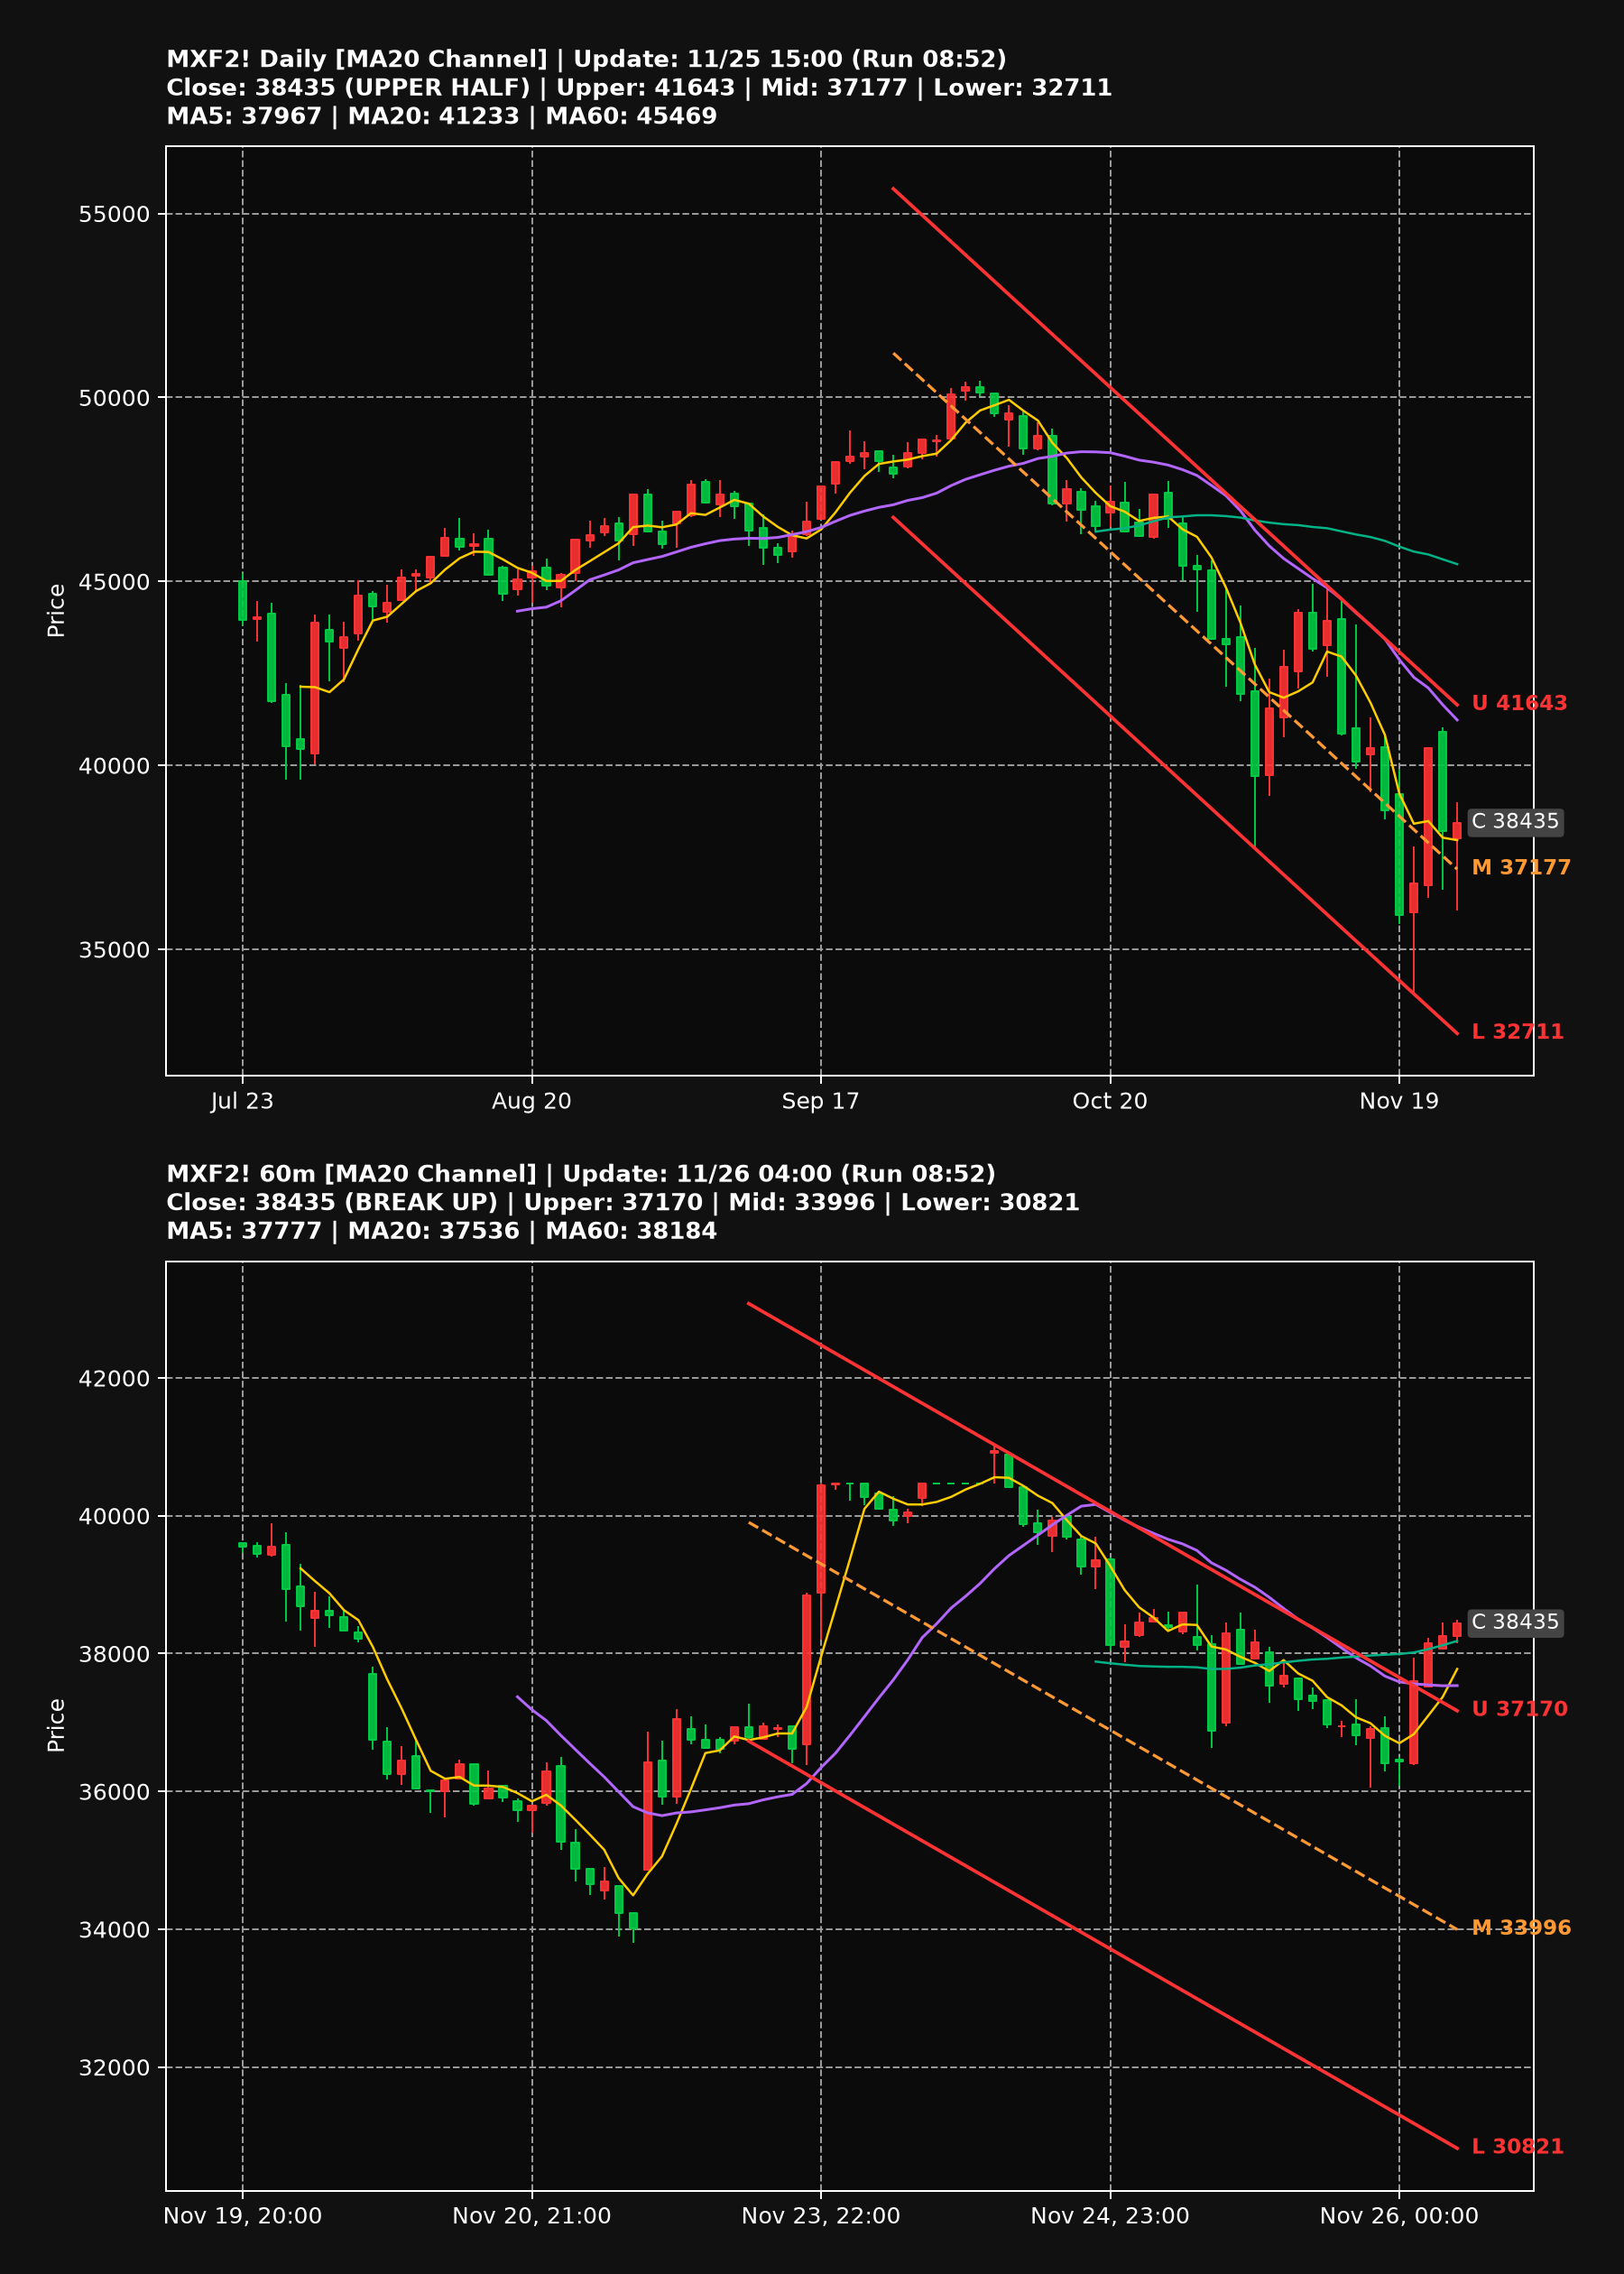 MXF2! Daily [MA20 Channel] | Update: 11/25 15:00 (Run 08:52)
Close: 38435 (UPPER HALF) | Upper: 41643 | Mid: 37177 | Lower: 32711
MA5: 37967 | MA20: 41233 | MA60: 45469
55000
50000
45000
40000
35000
Price
U 41643
C 38435
M 37177
L 32711
Jul 23
Aug 20
Sep 17
Oct 20
Nov 19
MXF2! 60m [MA20 Channel] | Update: 11/26 04:00 (Run 08:52)
Close: 38435 (BREAK UP) | Upper: 37170 | Mid: 33996 | Lower: 30821
MA5: 37777 | MA20: 37536 | MA60: 38184
42000
40000
38000
36000
34000
32000
Price
C 38435
U 37170
M 33996
L 30821
Nov 19, 20:00
Nov 20, 21:00
Nov 23, 22:00
Nov 24, 23:00
Nov 26, 00:00